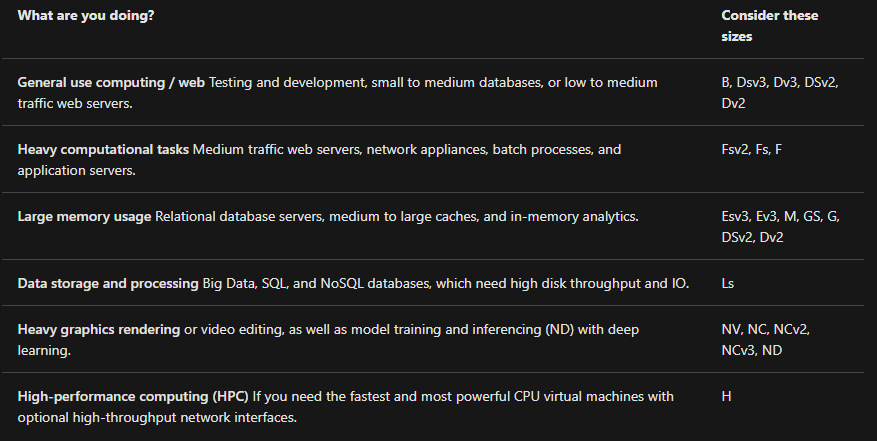 What are you doing?
Consider these
sizes
General use computing / web Testing and development, small to medium databases, or low to medium
traffic web servers.
B, Dsv3, Dv3, DSv2,
Dv2
Heavy computational tasks Medium traffic web servers, network appliances, batch processes, and
application servers.
Fsv2, Fs, F
Large memory usage Relational database servers, medium to large caches, and in-memory analytics.
Esv3, Ev3, M, GS, G,
DSv2, Dv2
Data storage and processing Big Data, SQL, and NoSQL databases, which need high disk throughput and IO.
Ls
Heavy graphics rendering or video editing, as well as model training and inferencing (ND) with deep
learning.
NV, NC, NCv2,
NCv3, ND
High-performance computing (HPC) If you need the fastest and most powerful CPU virtual machines with
optional high-throughput network interfaces.
H